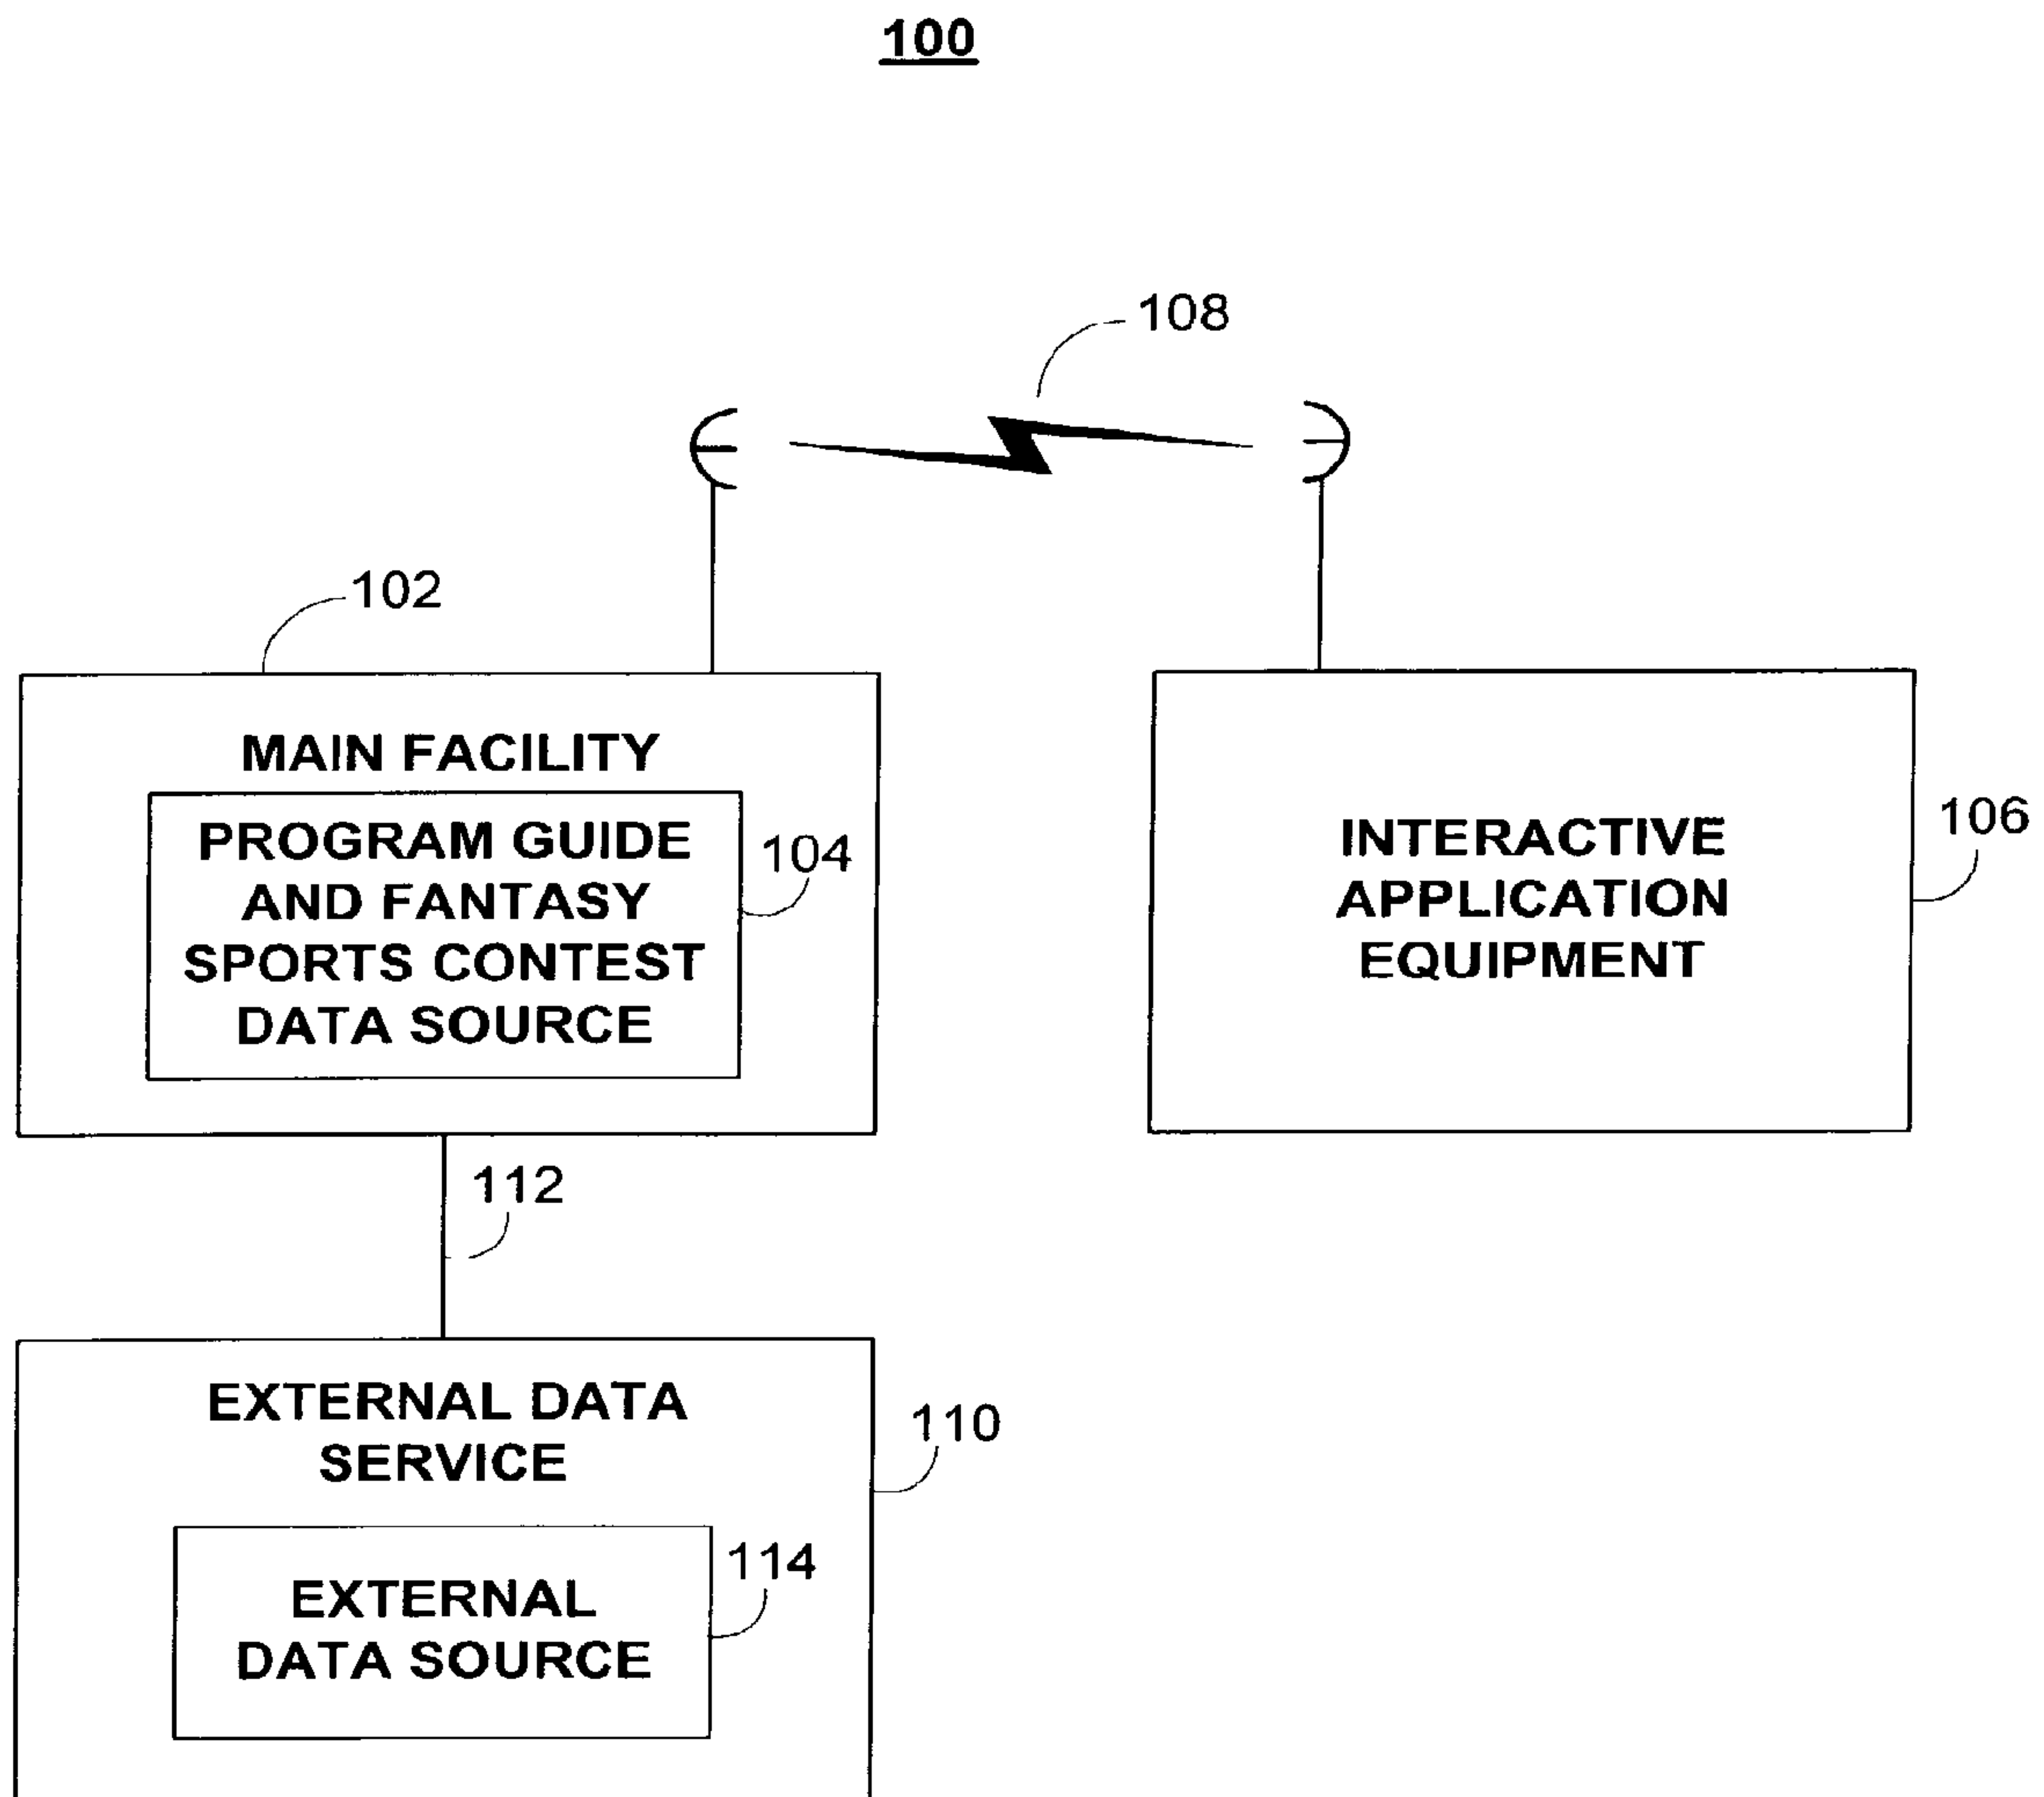 100
108
102
MAIN FACILITY
PROGRAM GUIDE
AND FANTASY
SPORTS CONTEST
DATA SOURCE
104
INTERACTIVE
APPLICATION
EQUIPMENT
106
112
EXTERNAL DATA
SERVICE
110
EXTERNAL
DATA SOURCE
114